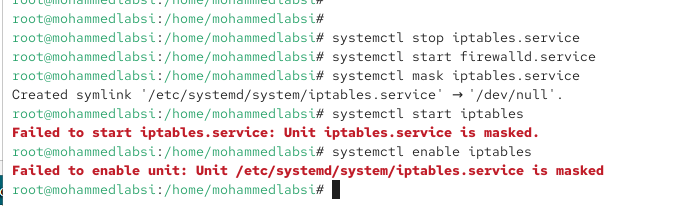 root@mohammedlabsi:/home/mohammedlabsi#
root@mohammedlabsi:/home/mohammedlabsi#
root@mohammedlabsi:/home/mohammedlabsi# systemctl stop iptables.service
root@mohammedlabsi:/home/mohammedlabsi# systemctl start firewalld.service
root@mohammedlabsi:/home/mohammedlabsi# systemctl mask iptables.service
Created symlink '/etc/systemd/system/iptables.service' → '/dev/null'.
root@mohammedlabsi:/home/mohammedlabsi# systemctl start iptables
Failed to start iptables.service: Unit iptables.service is masked.
root@mohammedlabsi:/home/mohammedlabsi# systemctl enable iptables
Failed to enable unit: Unit /etc/systemd/system/iptables.service is masked
root@mohammedlabsi:/home/mohammedlabsi#